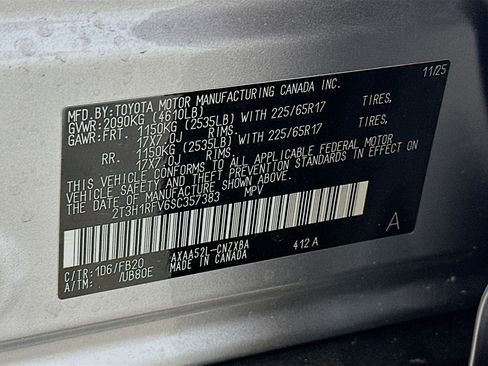 MFD.BY:TOYOTA MOTOR MANUFACTURING CANADA INC. 11/25
GVWR:2090KG (4610LB)
GAWR:FRT. 1150KG (2535LB) WITH 225/65R17 TIRES,
17X7.0J RIMS.
RR. 1150KG (2535LB) WITH 225/65R17 TIRES,
17X7.0J RIMS.
THIS VEHICLE CONFORMS TO ALL APPLICABLE FEDERAL MOTOR
VEHICLE SAFETY AND THEFT PREVENTION STANDARDS IN EFFECT ON
THE DATE OF MANUFACTURE SHOWN ABOVE.
2T3H1RFV6SC357383 MPV
A
C/TR:1D6/FB20 AXAA52L-CNZXBA 412A
A/TM: /UB80E MADE IN CANADA